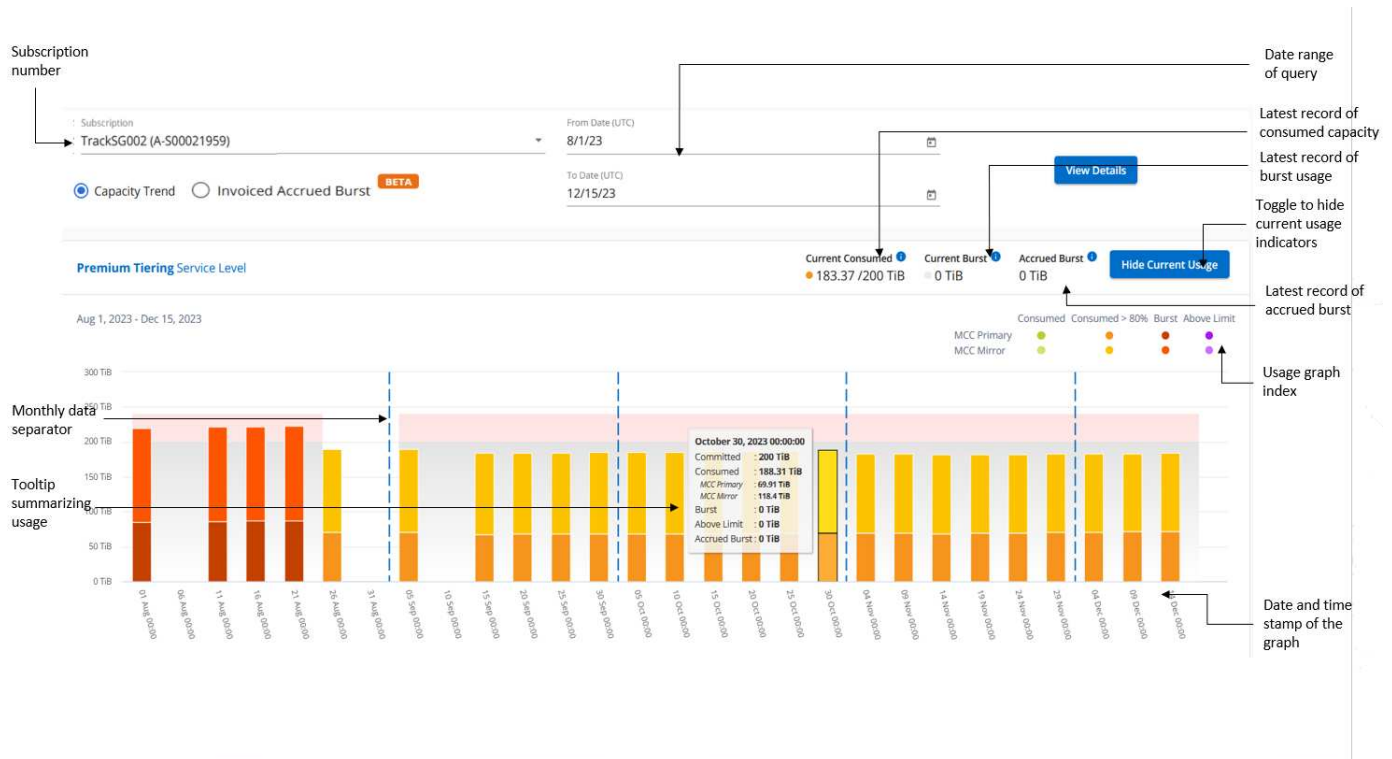 Subscription
number
Date range
of query
Latest record of
consumed capacity
Latest record of
burst usage
Toggle to hide
current usage
indicators
Latest record of
accrued burst
Usage graph
index
Date and time
stamp of the
graph
Monthly data
separator
Tooltip
summarizing
usage
Subscription
TrackSG002 (A-S00021959)
From Date (UTC)
8/1/23
To Date (UTC)
12/15/23
Capacity Trend
Invoiced Accrued Burst
BETA
View Details
Premium Tiering Service Level
Current Consumed
183.37 /200 TiB
Current Burst
0 TiB
Accrued Burst
0 TiB
Hide Current Usage
Aug 1, 2023 - Dec 15, 2023
Consumed Consumed > 80% Burst Above Limit
MCC Primary
MCC Mirror
300 TiB
250 TiB
200 TiB
150 TiB
100 TiB
50 TiB
0 TiB
October 30, 2023 00:00:00
Committed : 200 TiB
Consumed : 188.31 TiB
MCC Primary : 69.91 TiB
MCC Mirror : 118.4 TiB
Burst : 0 TiB
Above Limit : 0 TiB
Accrued Burst : 0 TiB
01 Aug 00:00
06 Aug 00:00
11 Aug 00:00
16 Aug 00:00
21 Aug 00:00
26 Aug 00:00
31 Aug 00:00
05 Sep 00:00
10 Sep 00:00
15 Sep 00:00
20 Sep 00:00
25 Sep 00:00
30 Sep 00:00
05 Oct 00:00
10 Oct 00:00
15 Oct 00:00
20 Oct 00:00
25 Oct 00:00
30 Oct 00:00
04 Nov 00:00
09 Nov 00:00
14 Nov 00:00
19 Nov 00:00
24 Nov 00:00
29 Nov 00:00
04 Dec 00:00
09 Dec 00:00
Dec 00:00